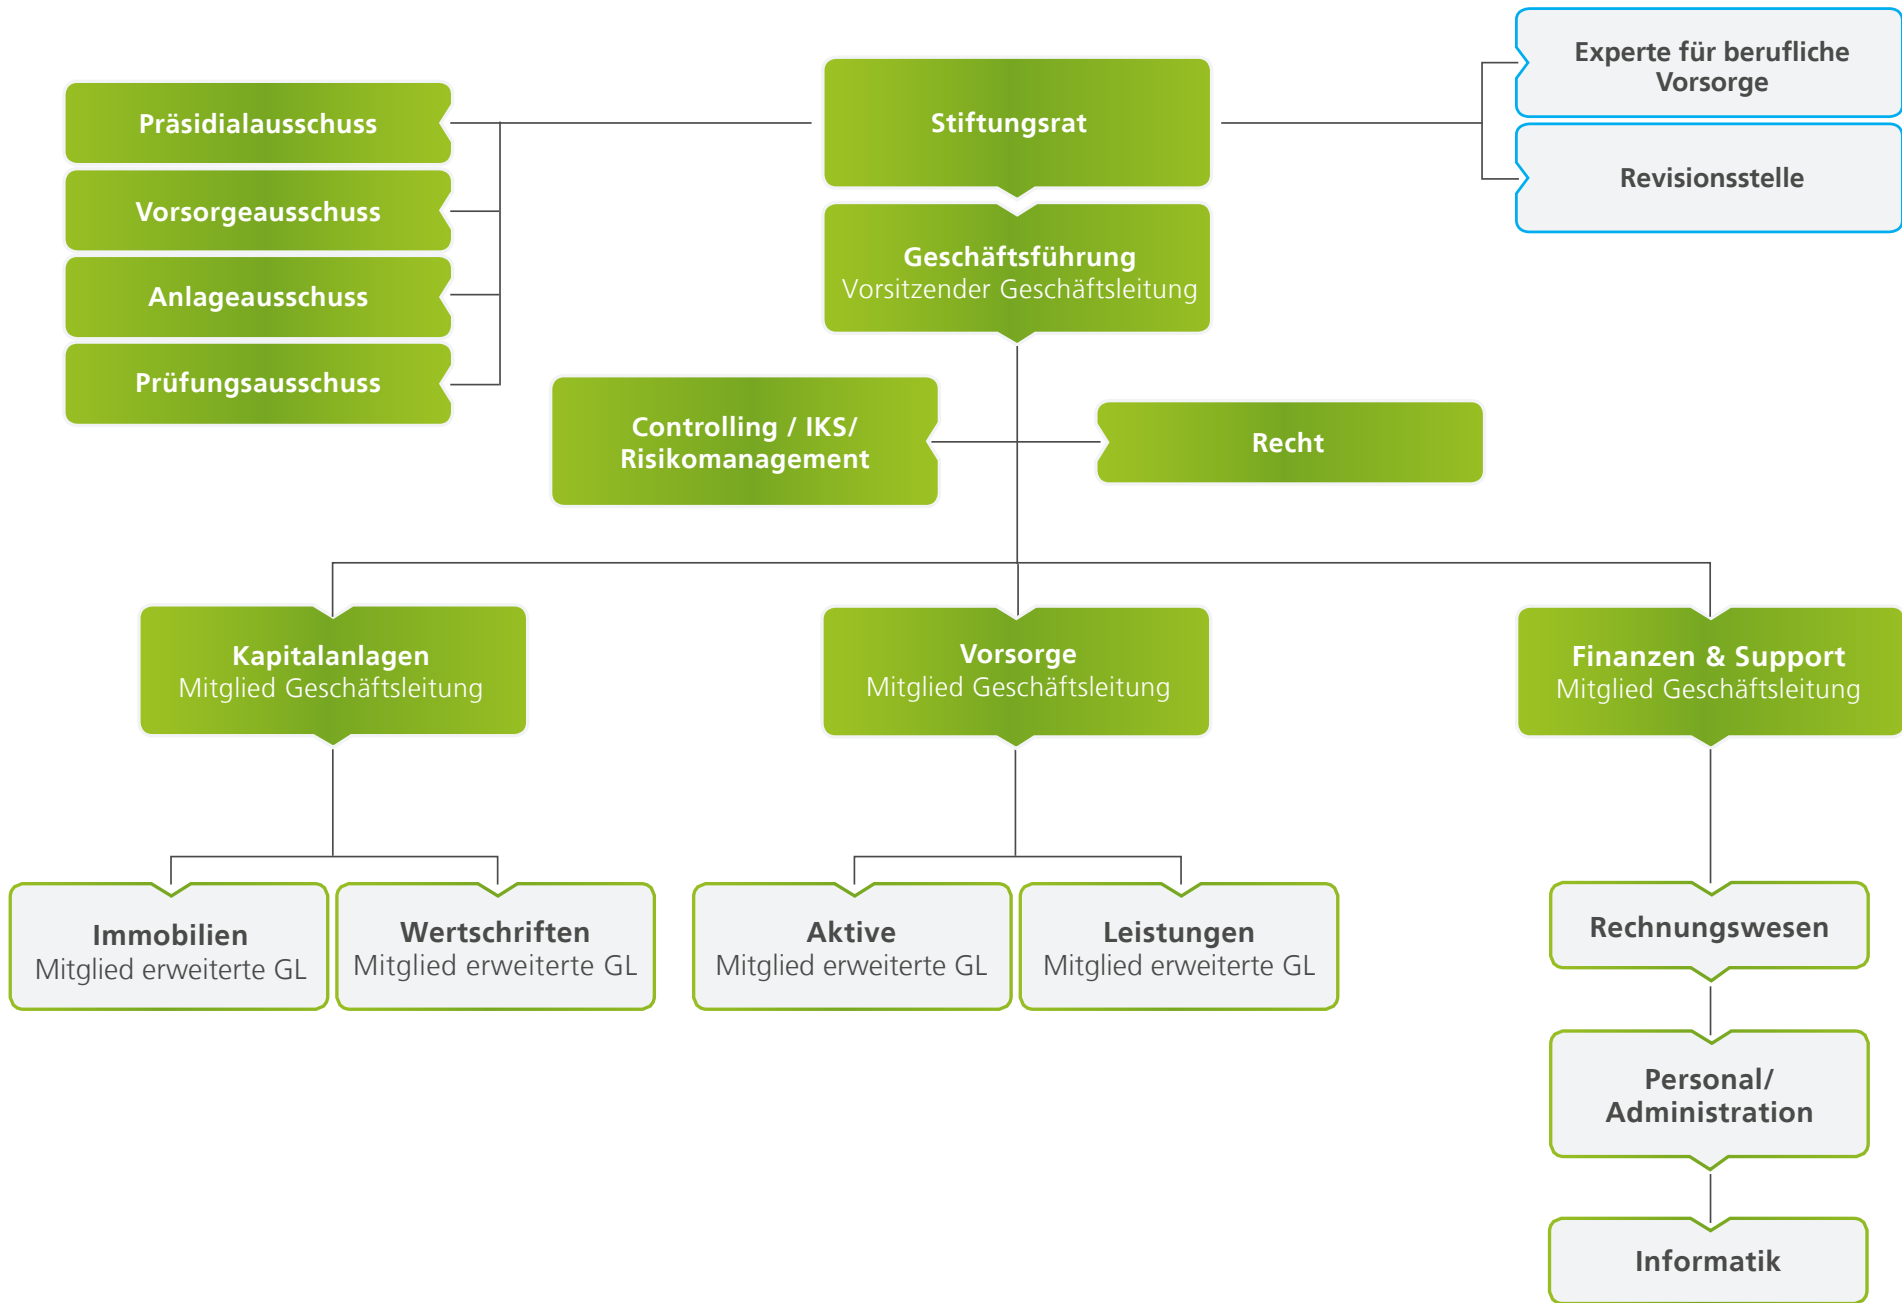 Experte für berufliche
Vorsorge
Revisionsstelle
Stiftungsrat
Präsidialausschuss
Vorsorgeausschuss
Anlageausschuss
Prüfungsausschuss
Geschäftsführung
Vorsitzender Geschäftsleitung
Controlling / IKS/
Risikomanagement
Recht
Kapitalanlagen
Mitglied Geschäftsleitung
Vorsorge
Mitglied Geschäftsleitung
Finanzen & Support
Mitglied Geschäftsleitung
Immobilien
Mitglied erweiterte GL
Wertschriften
Mitglied erweiterte GL
Aktive
Mitglied erweiterte GL
Leistungen
Mitglied erweiterte GL
Rechnungswesen
Personal/
Administration
Informatik